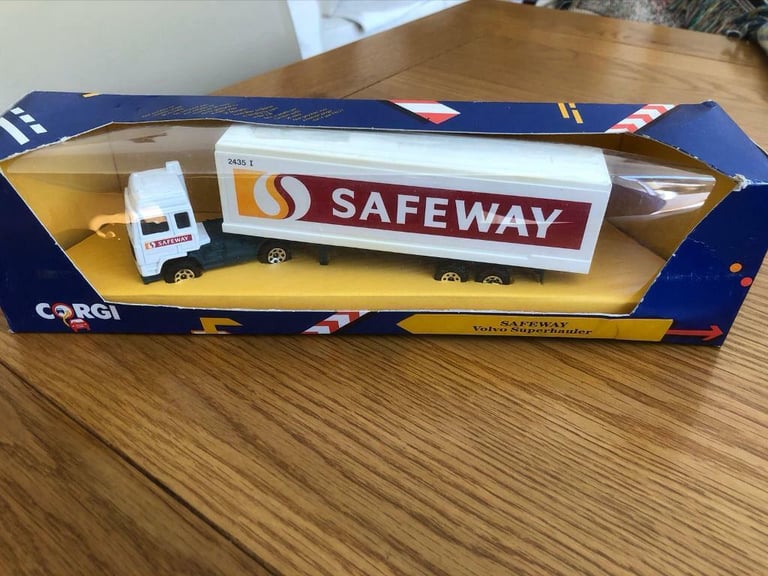 2435 I
SAFEWAY
SAFEWAY
CORGI
SAFEWAY
Volvo Superhauler